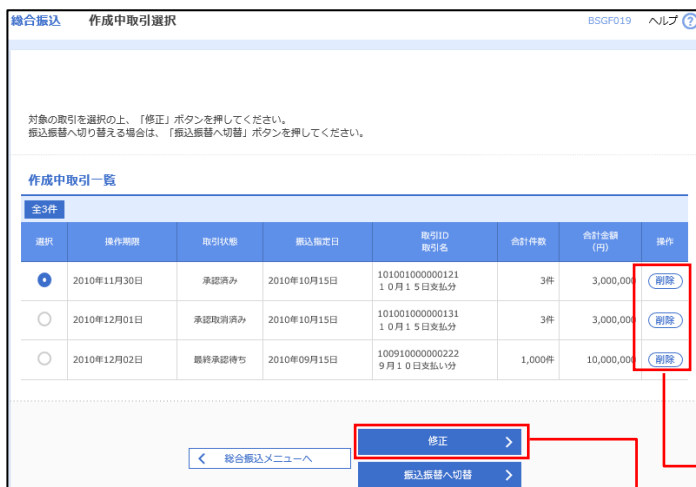 総合振込 作成中取引選択 BSGF019 ヘルプ ?
対象の取引を選択の上、「修正」ボタンを押してください。
振込振替へ切り替える場合は、「振込振替へ切替」ボタンを押してください。
作成中取引一覧
全3件
選択 操作期限 取引状態 振込指定日 取引ID 取引名 合計件数 合計金額 (円) 操作
2010年11月30日 承認済み 2010年10月15日 101001000000121 3件 3,000,000 削除
10月15日支払分
2010年12月01日 承認取消済み 2010年10月15日 101001000000131 3件 3,000,000 削除
10月15日支払分
2010年12月02日 最終承認待ち 2010年09月15日 100910000000222 1,000件 10,000,000 削除
9月10日支払い分
修正
総合振込メニューへ
振込振替へ切替